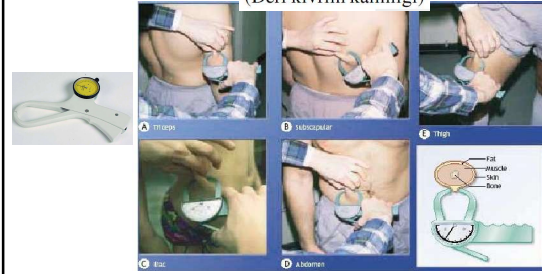 (Deri kıvrım kalınlığı)
A Triceps
B Subscapular
E Thigh
C Iliac
D Abdomen
Fat
Muscle
Skin
Bone